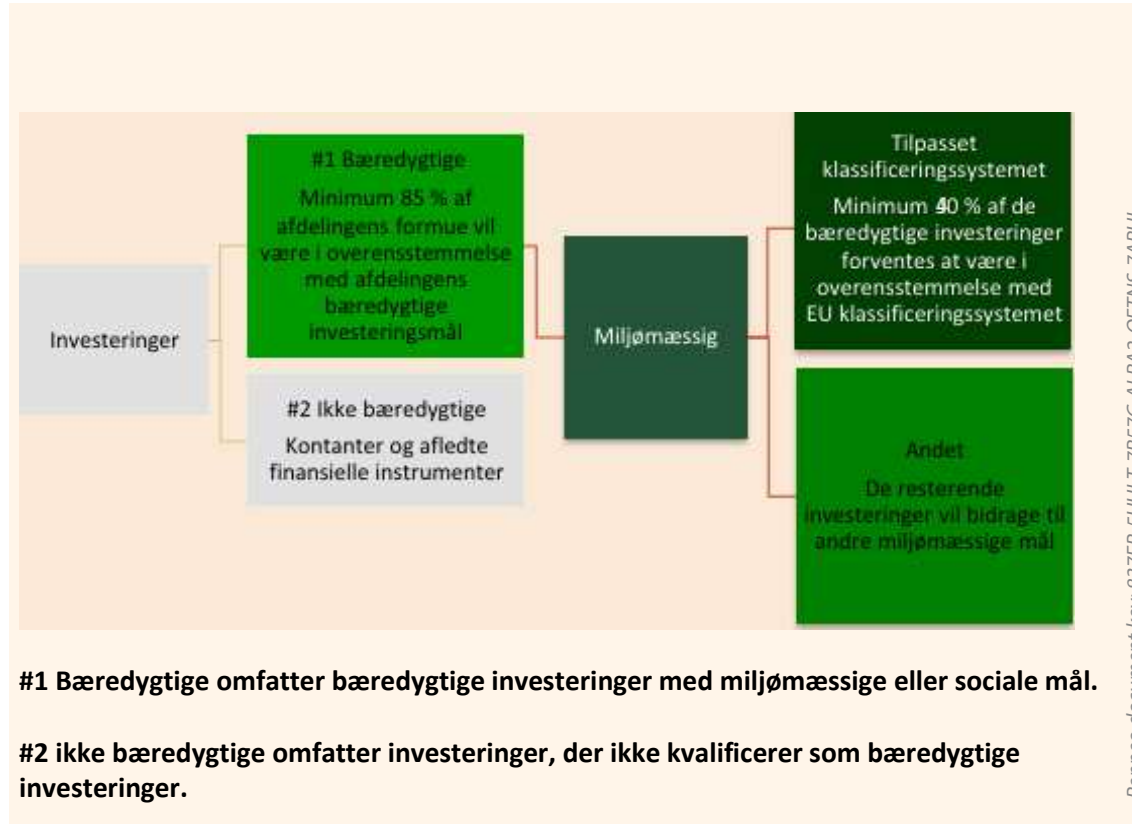 Investeringer
#1 Bæredygtige
Minimum 85 % af
afdelingens formue vil
være i overensstemmelse
med afdelingens
bæredygtige
investeringsmål
#2 Ikke bæredygtige
Kontanter og afledte
finansielle instrumenter
Miljømæssig
Tilpasset
klassificeringssystemet
Minimum % af de
bæredygtige investeringer
forventes at være i
overensstemmelse med
EU klassificeringssystemet
Andet
De resterende
investeringer vil bidrage til
andre miljømæssige mål
#1 Bæredygtige omfatter bæredygtige investeringer med miljømæssige eller sociale mål.
#2 ikke bæredygtige omfatter investeringer, der ikke kvalificerer som bæredygtige
investeringer.